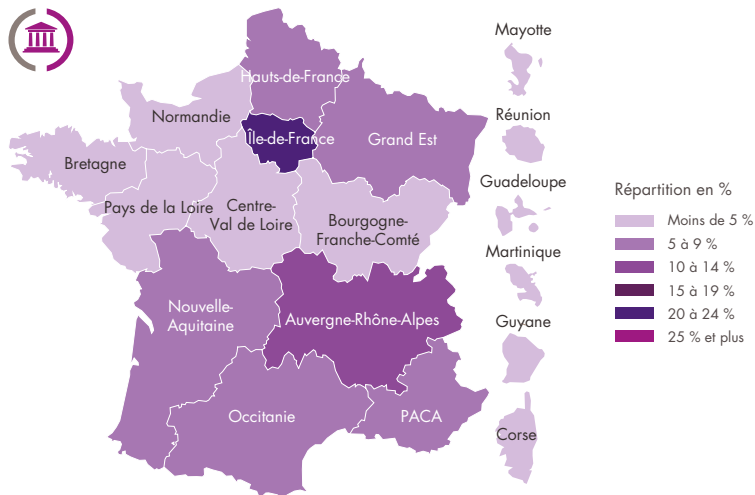 Hauts-de-France
Normandie
Île-de-France
Grand Est
Bretagne
Pays de la Loire
Centre-
Val de Loire
Bourgogne-
Franche-Comté
Nouvelle-
Aquitaine
Auvergne-Rhône-Alpes
Occitanie
PACA
Mayotte
Réunion
Guadeloupe
Martinique
Guyane
Corse
Répartition en %
Moins de 5 %
5 à 9 %
10 à 14 %
15 à 19 %
20 à 24 %
25 % et plus